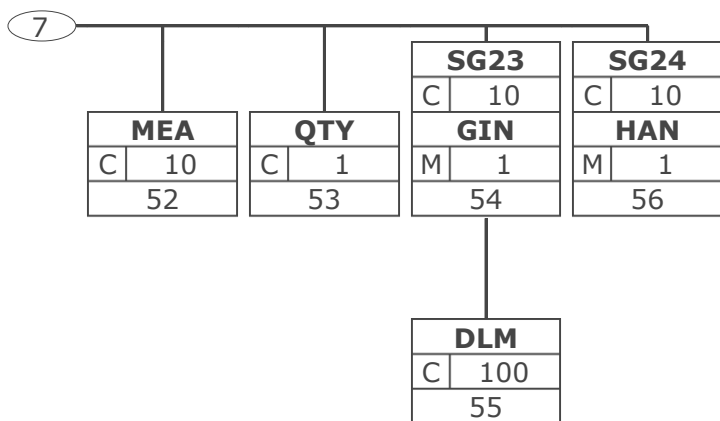 7
SG23 SG24
C 10 C 10
MEA QTY GIN HAN
C 10 C 1 M 1 M 1
52 53 54 56
DLM
C 100
55